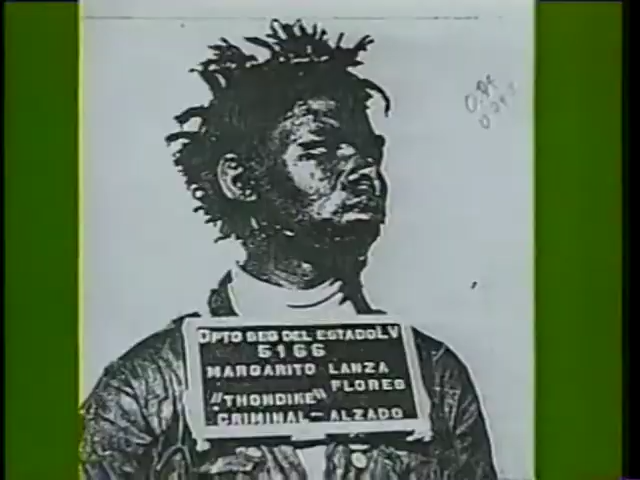 DPTO SEG DEL ESTADO LV
5166
MARGARITO LANZA
FLORES
"THONDIKE"
CRIMINAL-ALZADO